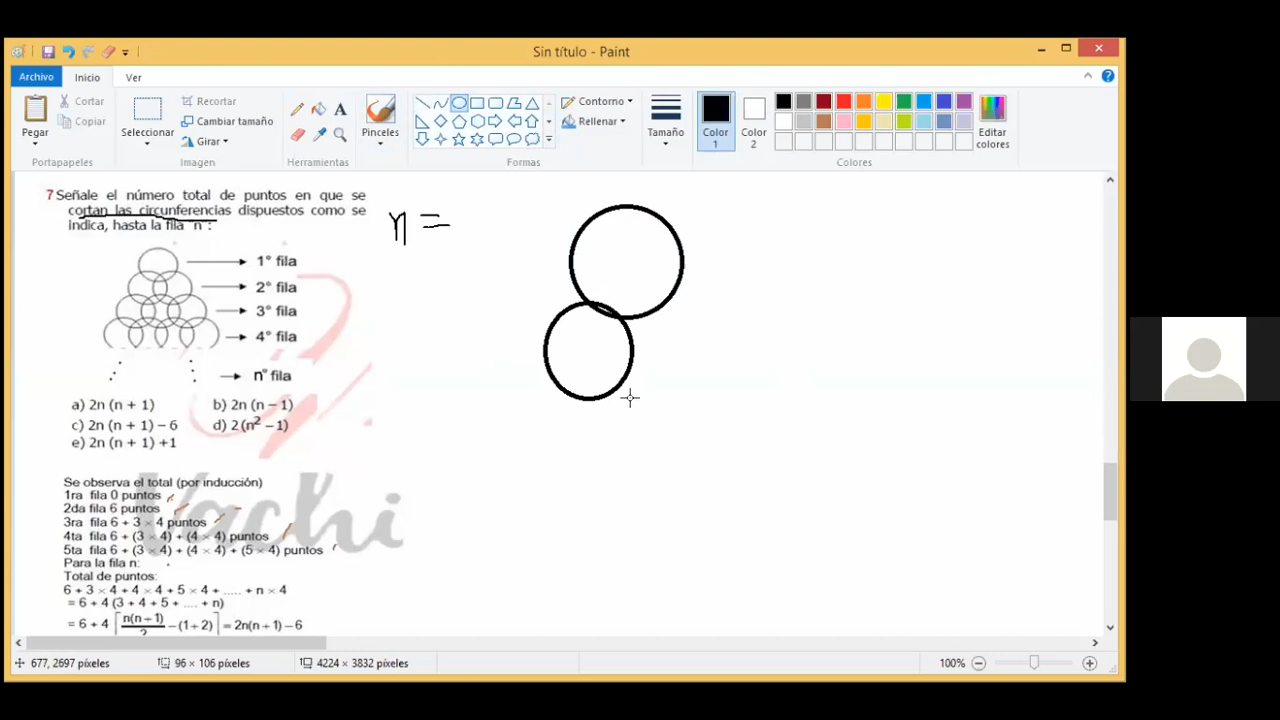 Sin título - Paint
Archivo Inicio Ver
Pegar
Cortar
Copiar
Portapapeles
Seleccionar
Recortar
Cambiar tamaño
Girar
Imagen
A
Herramientas
Pinceles
Contorno
Rellenar
Formas
Tamaño
Color 1
Color 2
Editar colores
Colores
7 Señale el número total de puntos en que se
cortan las circunferencias dispuestos como se
indica, hasta la fila "n":
n =
1° fila
2° fila
3° fila
4° fila
n° fila
a) 2n (n + 1) b) 2n (n – 1)
c) 2n (n + 1) – 6 d) 2 (n² – 1)
e) 2n (n + 1) +1
Se observa el total (por inducción)
1ra fila 0 puntos
2da fila 6 puntos
3ra fila 6 + 3 × 4 puntos
4ta fila 6 + (3 × 4) + (4 × 4) puntos
5ta fila 6 + (3 × 4) + (4 × 4) + (5 × 4) puntos
Para la fila n:
Total de puntos:
6 + 3 × 4 + 4 × 4 + 5 × 4 + ..... + n × 4
= 6 + 4 (3 + 4 + 5 + .... + n)
= 6 + 4 [n(n+1)/2 – (1+2)] = 2n(n+1) – 6
Vachi
677, 2697 píxeles 96 × 106 píxeles 4224 × 3832 píxeles 100%